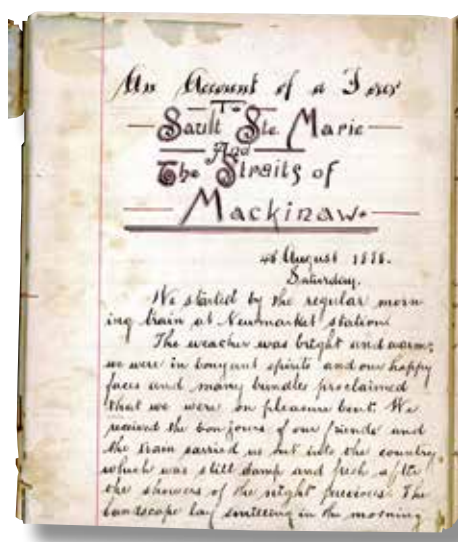 An Account of a Tour
To
Sault Ste. Marie
And
The Straits of
Mackinaw.
4th August 1888.
Saturday.
We started by the regular morn
ing train at Newmarket station
The weather was bright and warm;
we were in bouyant spirits and our happy
faces and many bundles proclaimed
that we were on pleasure bent. We
received the bon jours of our friends and
the train carried us out into the country
which was still damp and fresh after
the showers of the night previous. The
landscape lay smiling in the morning